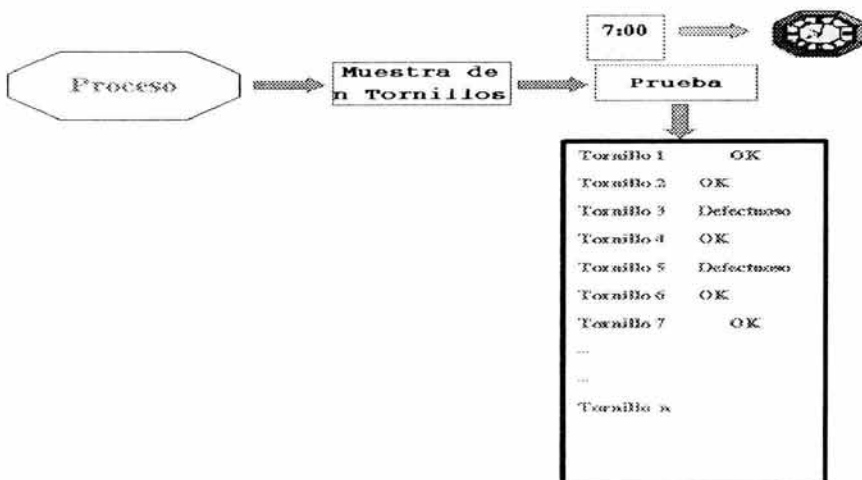 7:00
Proceso
Muestra de
n Tornillos
Prueba
Tornillo 1 OK
Tornillo 2 OK
Tornillo 3 Defectuoso
Tornillo 4 OK
Tornillo 5 Defectuoso
Tornillo 6 OK
Tornillo 7 OK
...
...
Tornillo n